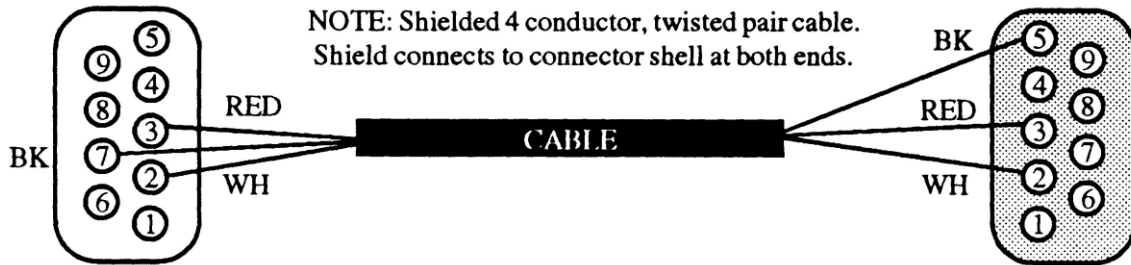 NOTE: Shielded 4 conductor, twisted pair cable.
Shield connects to connector shell at both ends.
5
9
4
8
3
7
2
6
1
BK
RED
WH
CABLE
BK
RED
WH
5
9
4
8
3
7
2
6
1